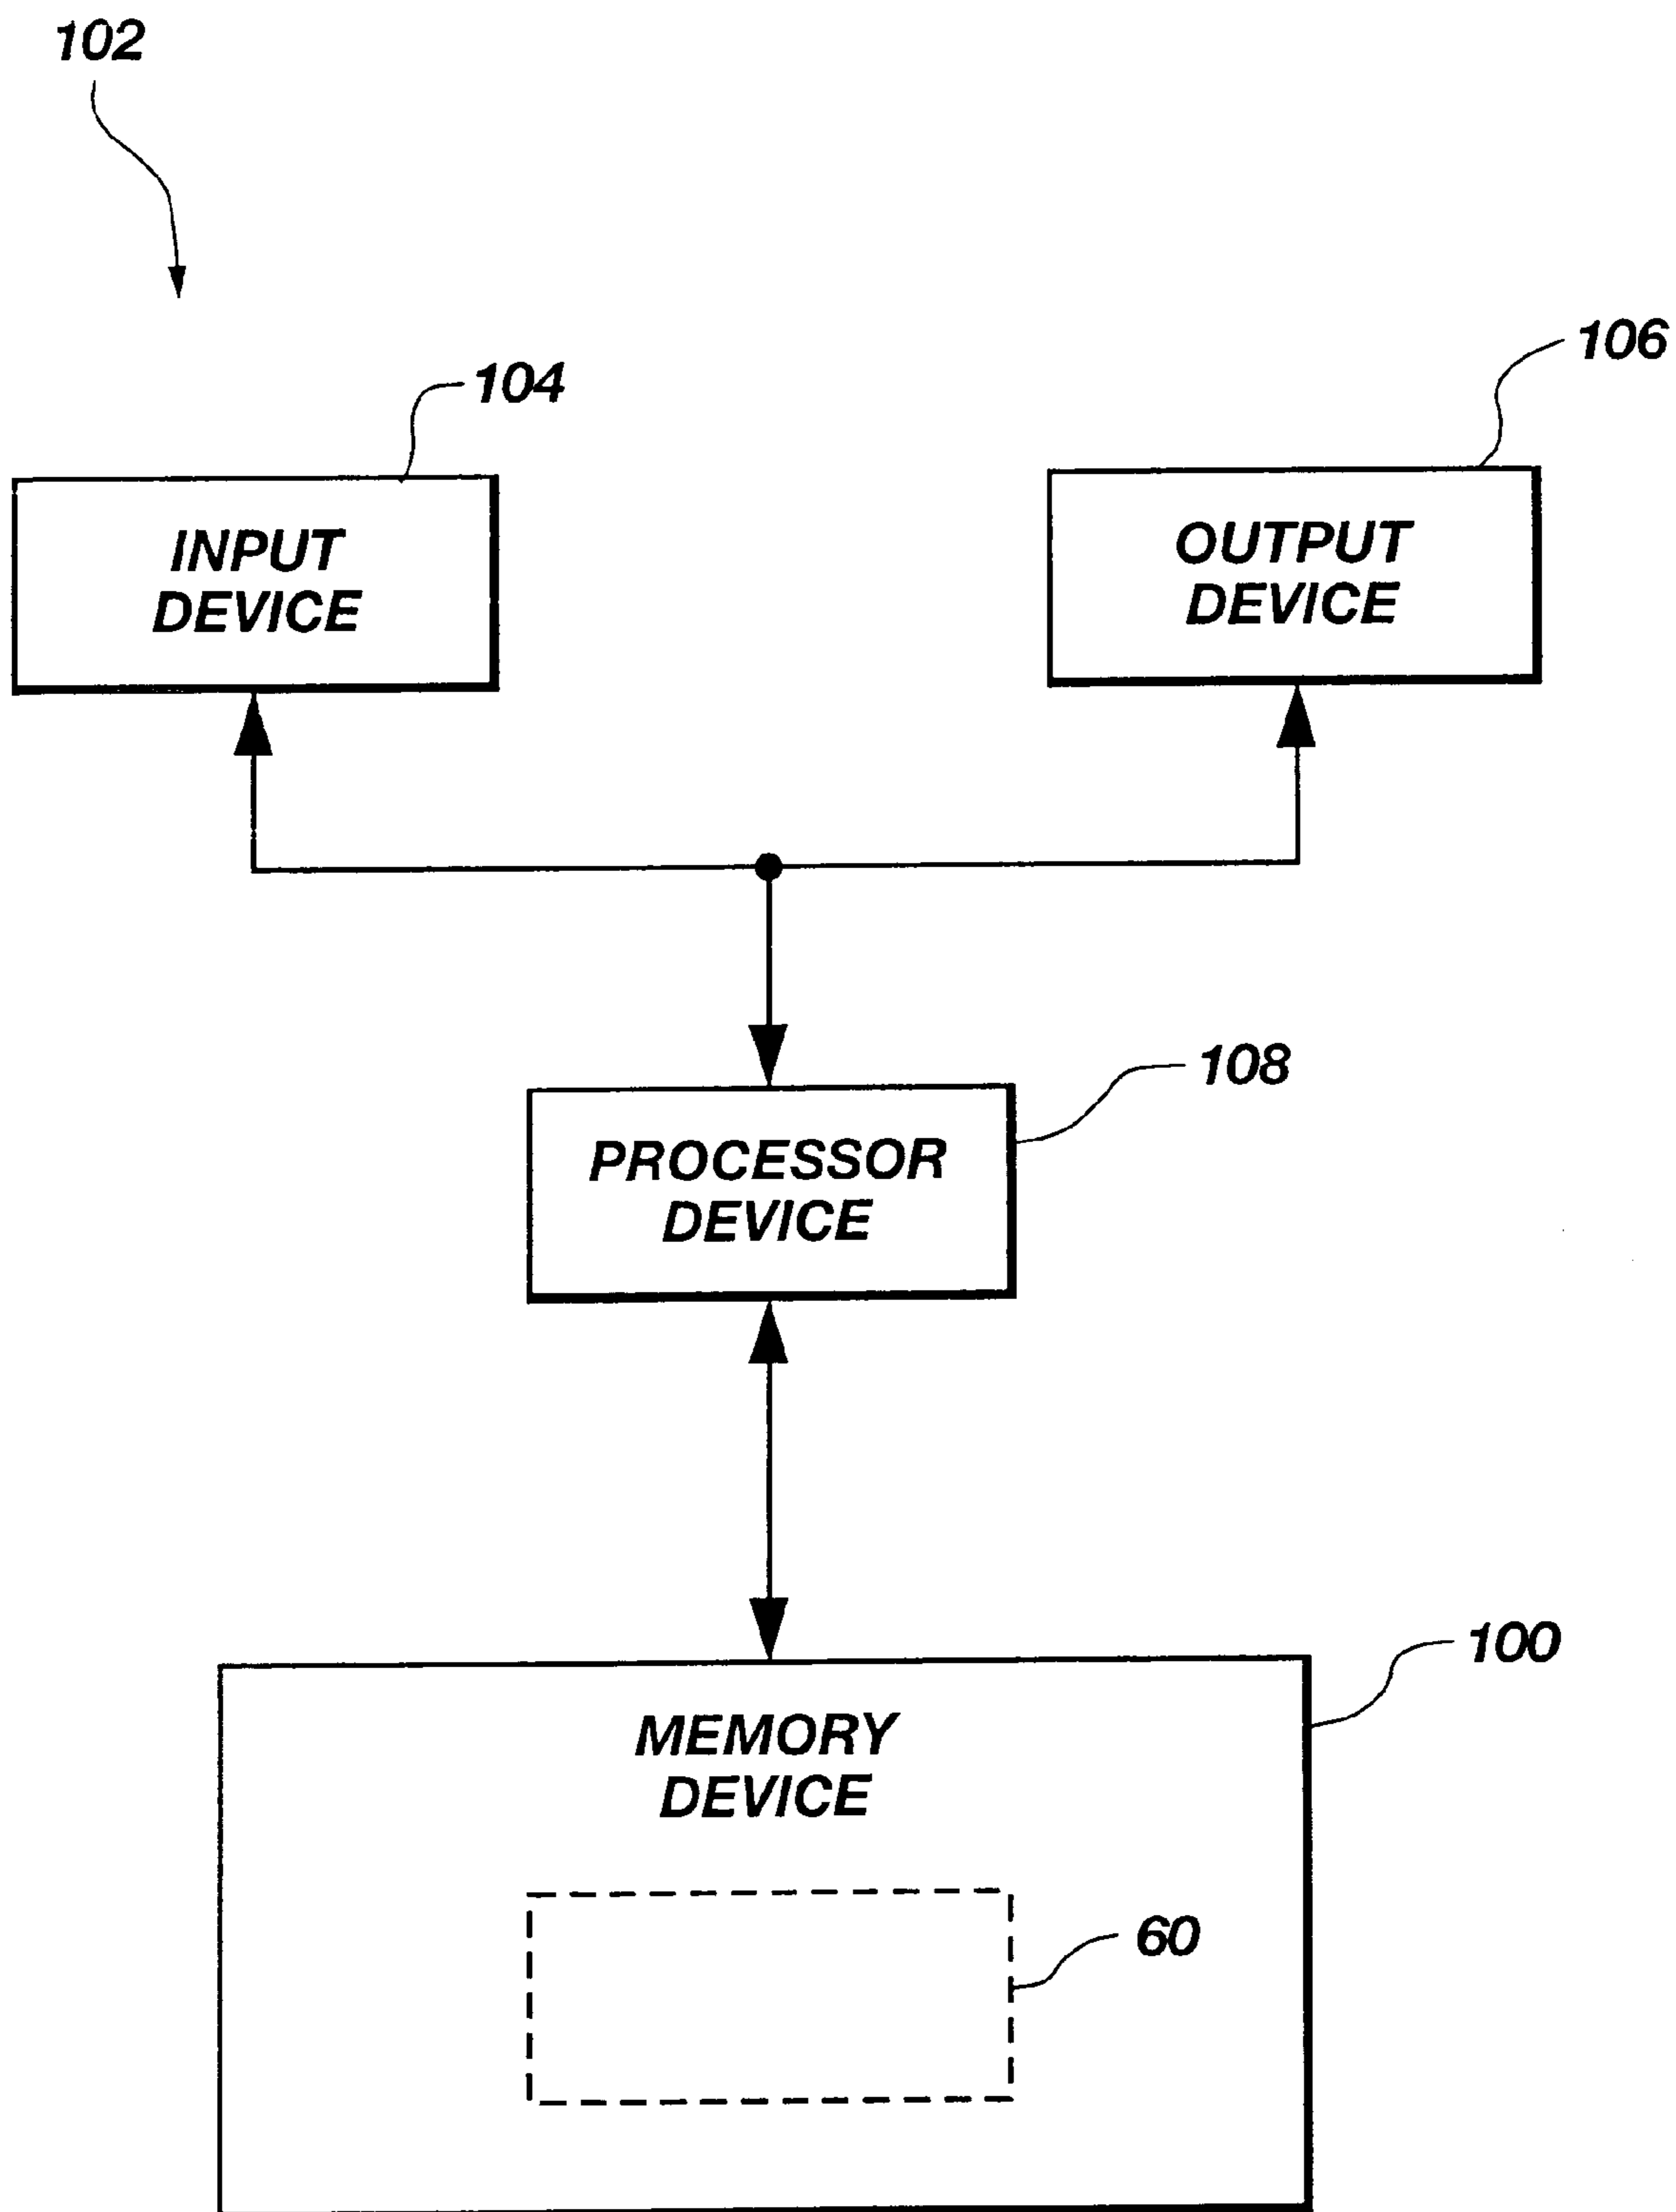 102
106
104
INPUT
DEVICE
OUTPUT
DEVICE
108
PROCESSOR
DEVICE
100
MEMORY
DEVICE
60